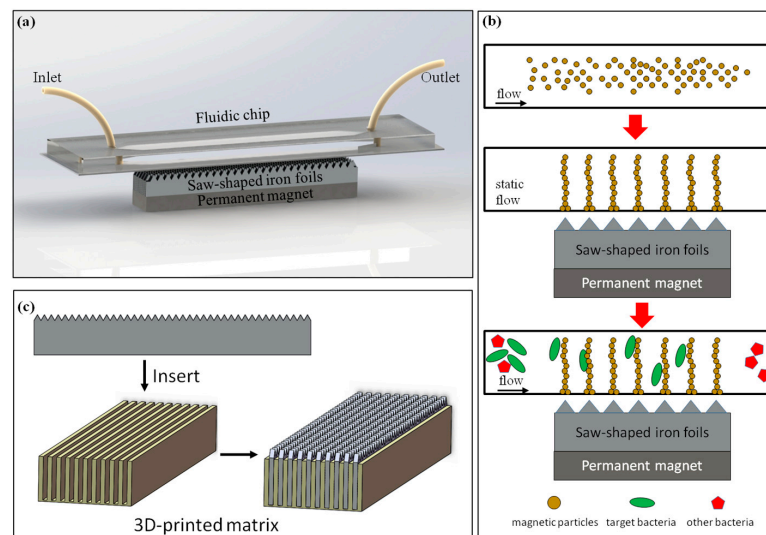 (a)
Inlet
Outlet
Fluidic chip
Saw-shaped iron foils
Permanent magnet
(c)
Insert
3D-printed matrix
(b)
flow
static
flow
Saw-shaped iron foils
Permanent magnet
flow
Saw-shaped iron foils
Permanent magnet
magnetic particles
target bacteria
other bacteria